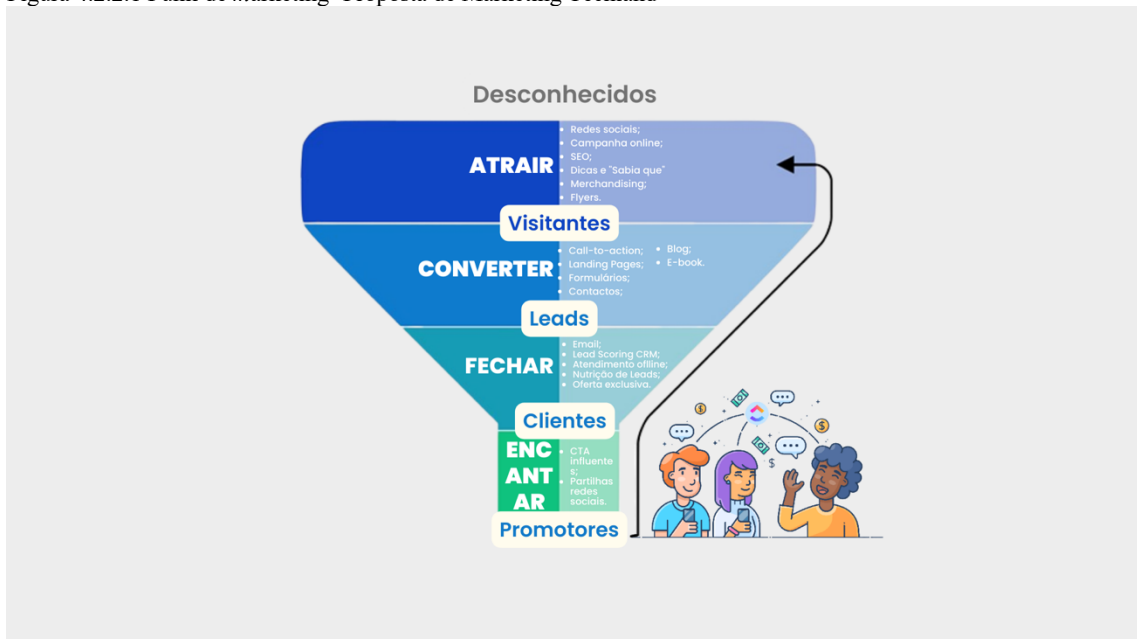 Desconhecidos
ATRAIR
• Redes sociais;
• Campanha online;
• SEO;
• Dicas e "Sabia que"
• Merchandising;
• Flyers.
Visitantes
CONVERTER
• Call-to-action;
• Landing Pages;
• Formulários;
• Contactos;
• Blog;
• E-book.
Leads
FECHAR
• Email;
• Lead Scoring CRM;
• Atendimento offline;
• Nutrição de Leads;
• Oferta exclusiva.
Clientes
ENC
ANT
AR
• CTA
influente
s;
• Partilhas
redes
sociais.
Promotores